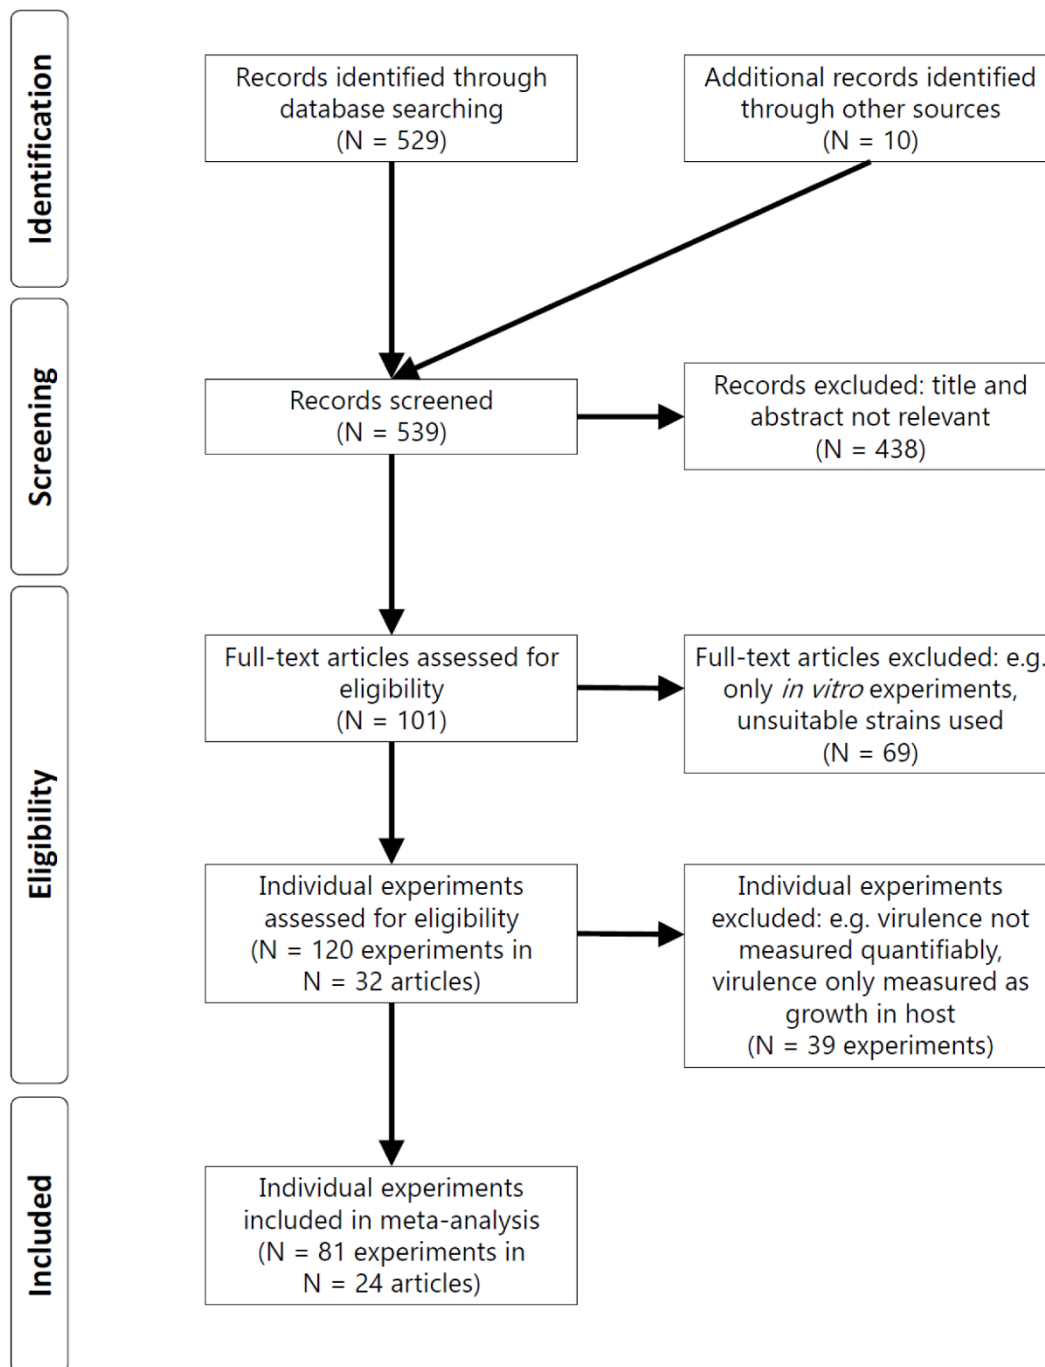 Identification
Records identified through
database searching
(N = 529)
Additional records identified
through other sources
(N = 10)
Screening
Records screened
(N = 539)
Records excluded: title and
abstract not relevant
(N = 438)
Eligibility
Full-text articles assessed for
eligibility
(N = 101)
Full-text articles excluded: e.g.
only in vitro experiments,
unsuitable strains used
(N = 69)
Individual experiments
assessed for eligibility
(N = 120 experiments in
N = 32 articles)
Individual experiments
excluded: e.g. virulence not
measured quantifiably,
virulence only measured as
growth in host
(N = 39 experiments)
Included
Individual experiments
included in meta-analysis
(N = 81 experiments in
N = 24 articles)